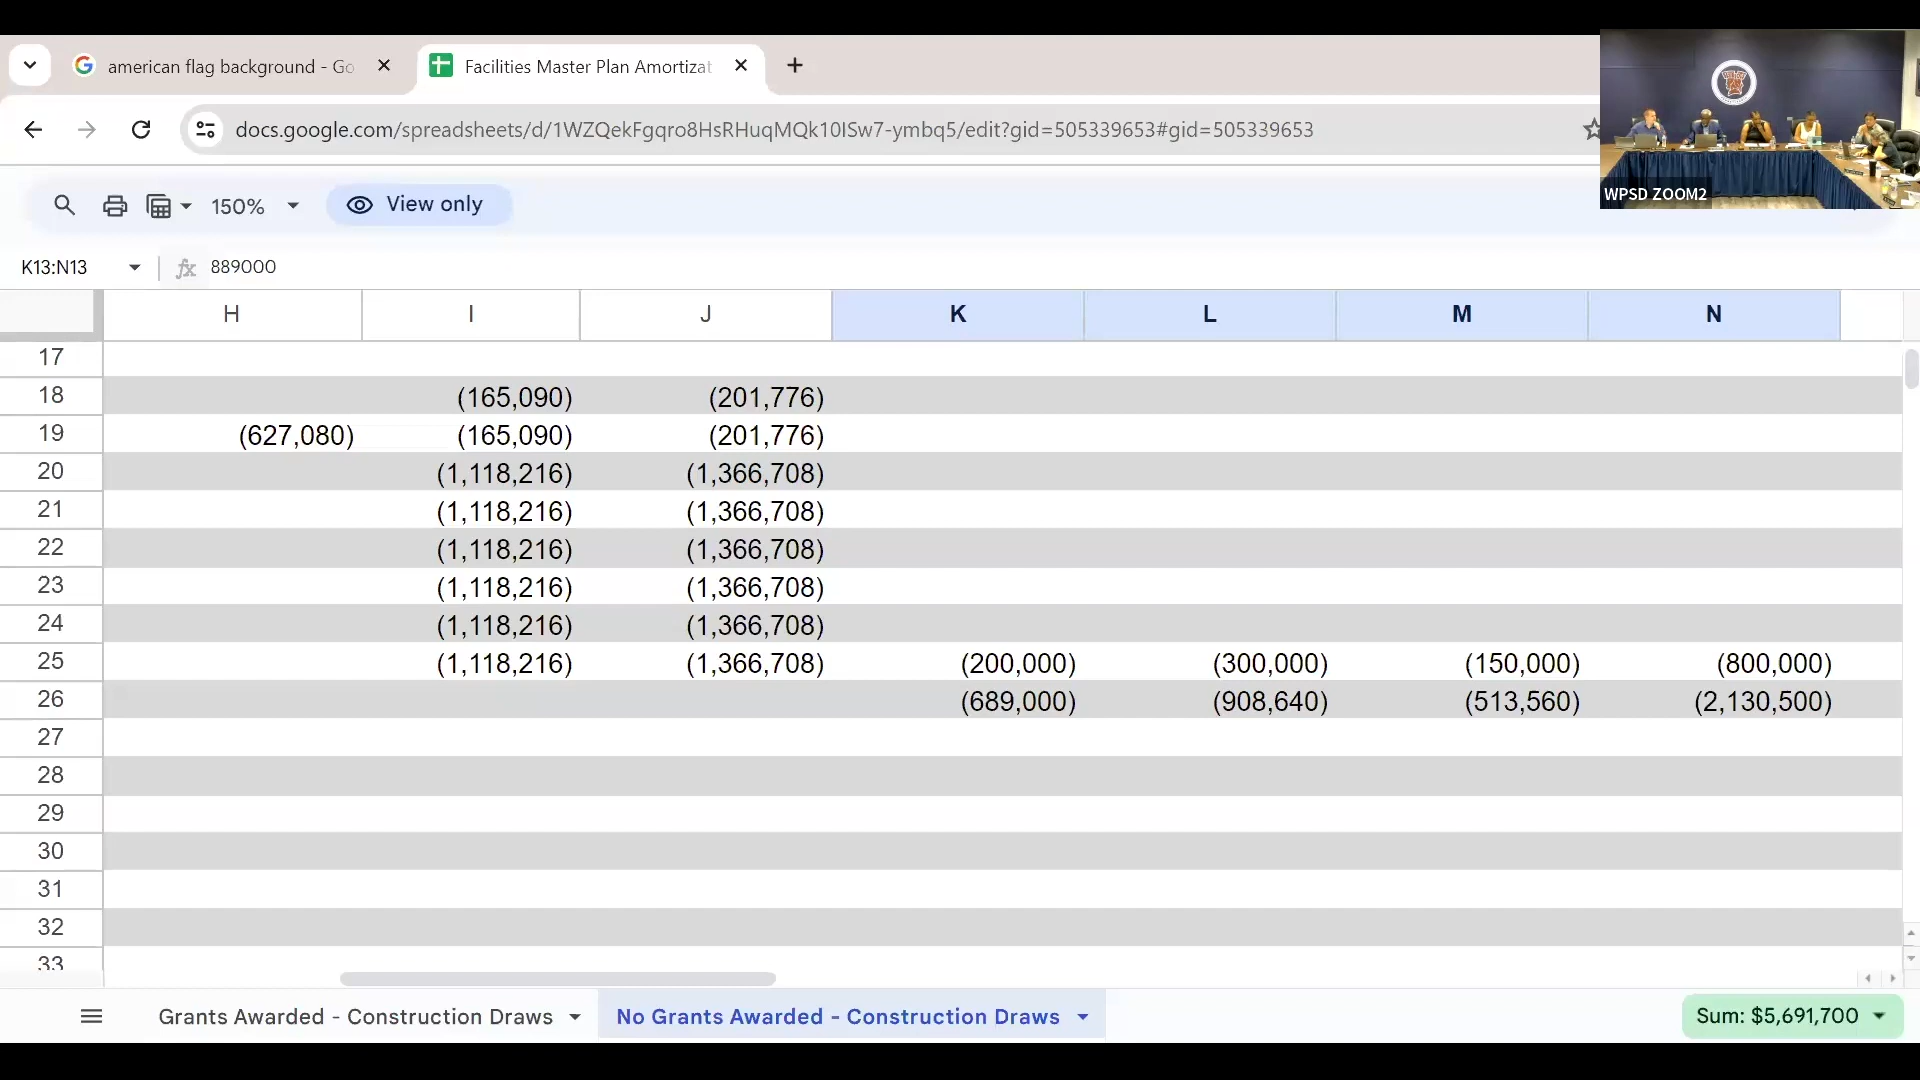 american flag background - Go
Facilities Master Plan Amortizat
docs.google.com/spreadsheets/d/1WZQekFgqro8HsRHuqMQk10ISw7-ymbq5/edit?gid=505339653#gid=505339653
150%
View only
WPSD ZOOM2
K13:N13
fx
889000
H I J K L M N
17
18 (165,090) (201,776)
19 (627,080) (165,090) (201,776)
20 (1,118,216) (1,366,708)
21 (1,118,216) (1,366,708)
22 (1,118,216) (1,366,708)
23 (1,118,216) (1,366,708)
24 (1,118,216) (1,366,708)
25 (1,118,216) (1,366,708) (200,000) (300,000) (150,000) (800,000)
26 (689,000) (908,640) (513,560) (2,130,500)
27
28
29
30
31
32
33
Grants Awarded - Construction Draws
No Grants Awarded - Construction Draws
Sum: $5,691,700